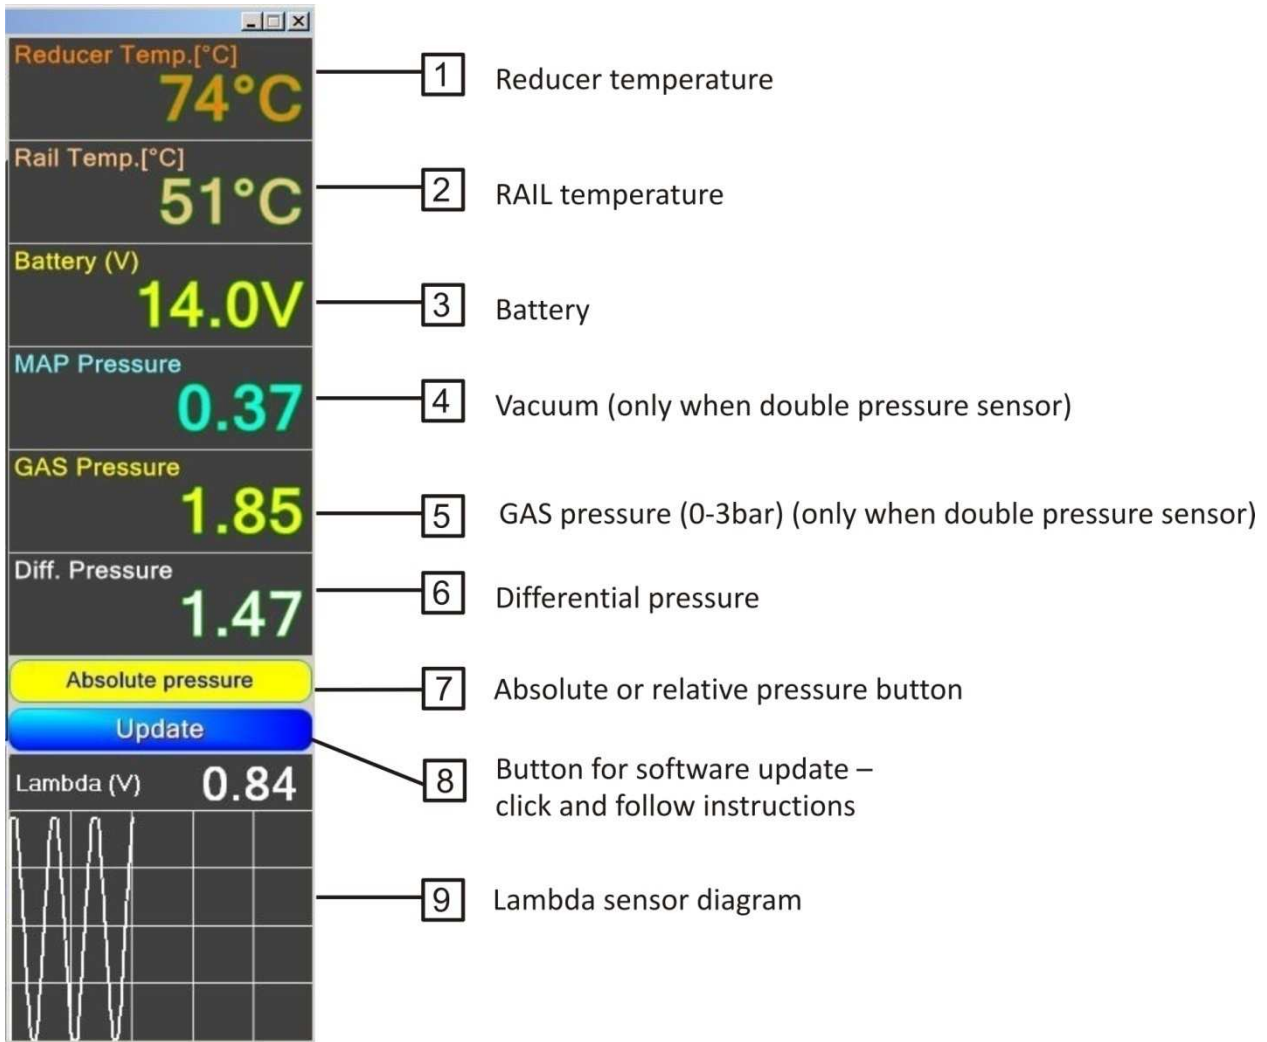 Reducer Temp.[°C]
74°C
1
Reducer temperature
Rail Temp.[°C]
51°C
2
RAIL temperature
Battery (V)
14.0V
3
Battery
MAP Pressure
0.37
4
Vacuum (only when double pressure sensor)
GAS Pressure
1.85
5
GAS pressure (0-3bar) (only when double pressure sensor)
Diff. Pressure
1.47
6
Differential pressure
Absolute pressure
7
Absolute or relative pressure button
Update
8
Button for software update –
click and follow instructions
Lambda (V) 0.84
9
Lambda sensor diagram